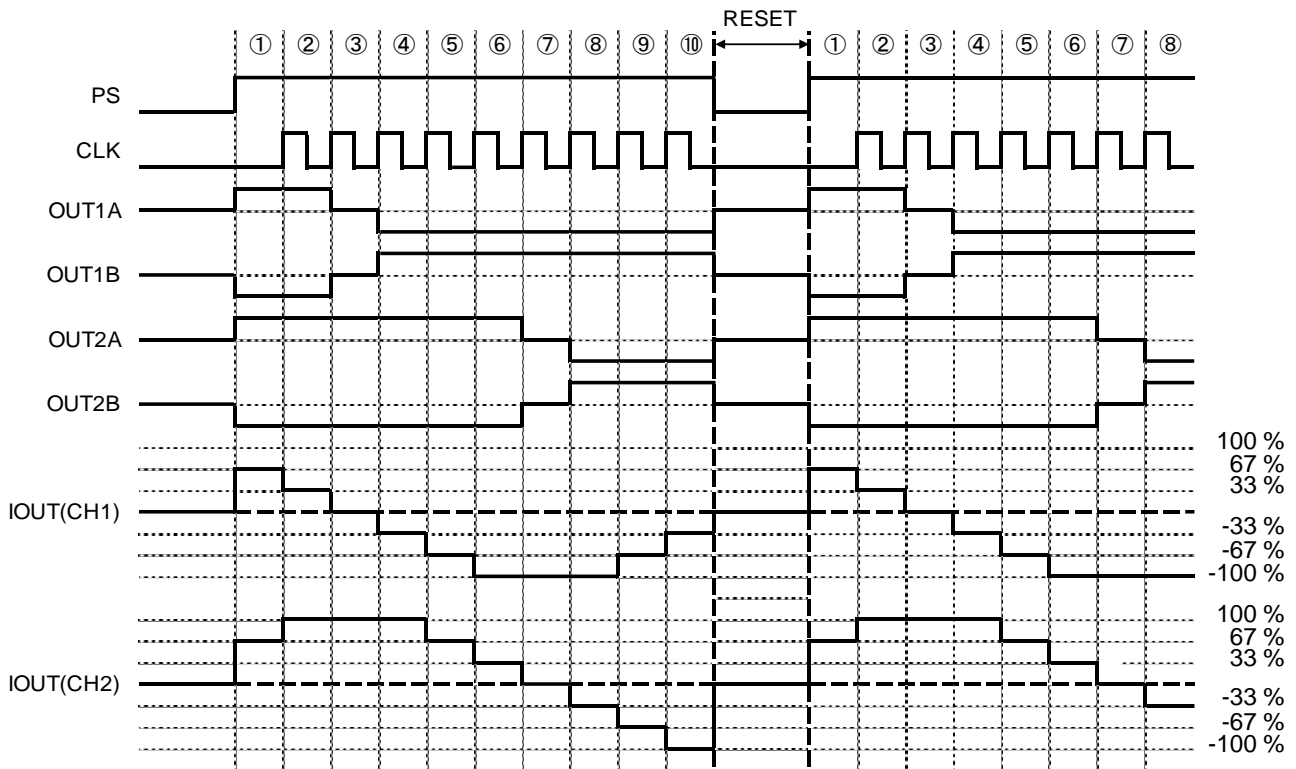 RESET
① ② ③ ④ ⑤ ⑥ ⑦ ⑧ ⑨ ⑩ ① ② ③ ④ ⑤ ⑥ ⑦ ⑧
PS
CLK
OUT1A
OUT1B
OUT2A
OUT2B
100 %
67 %
33 %
IOUT(CH1)
-33 %
-67 %
-100 %
100 %
67 %
33 %
IOUT(CH2)
-33 %
-67 %
-100 %